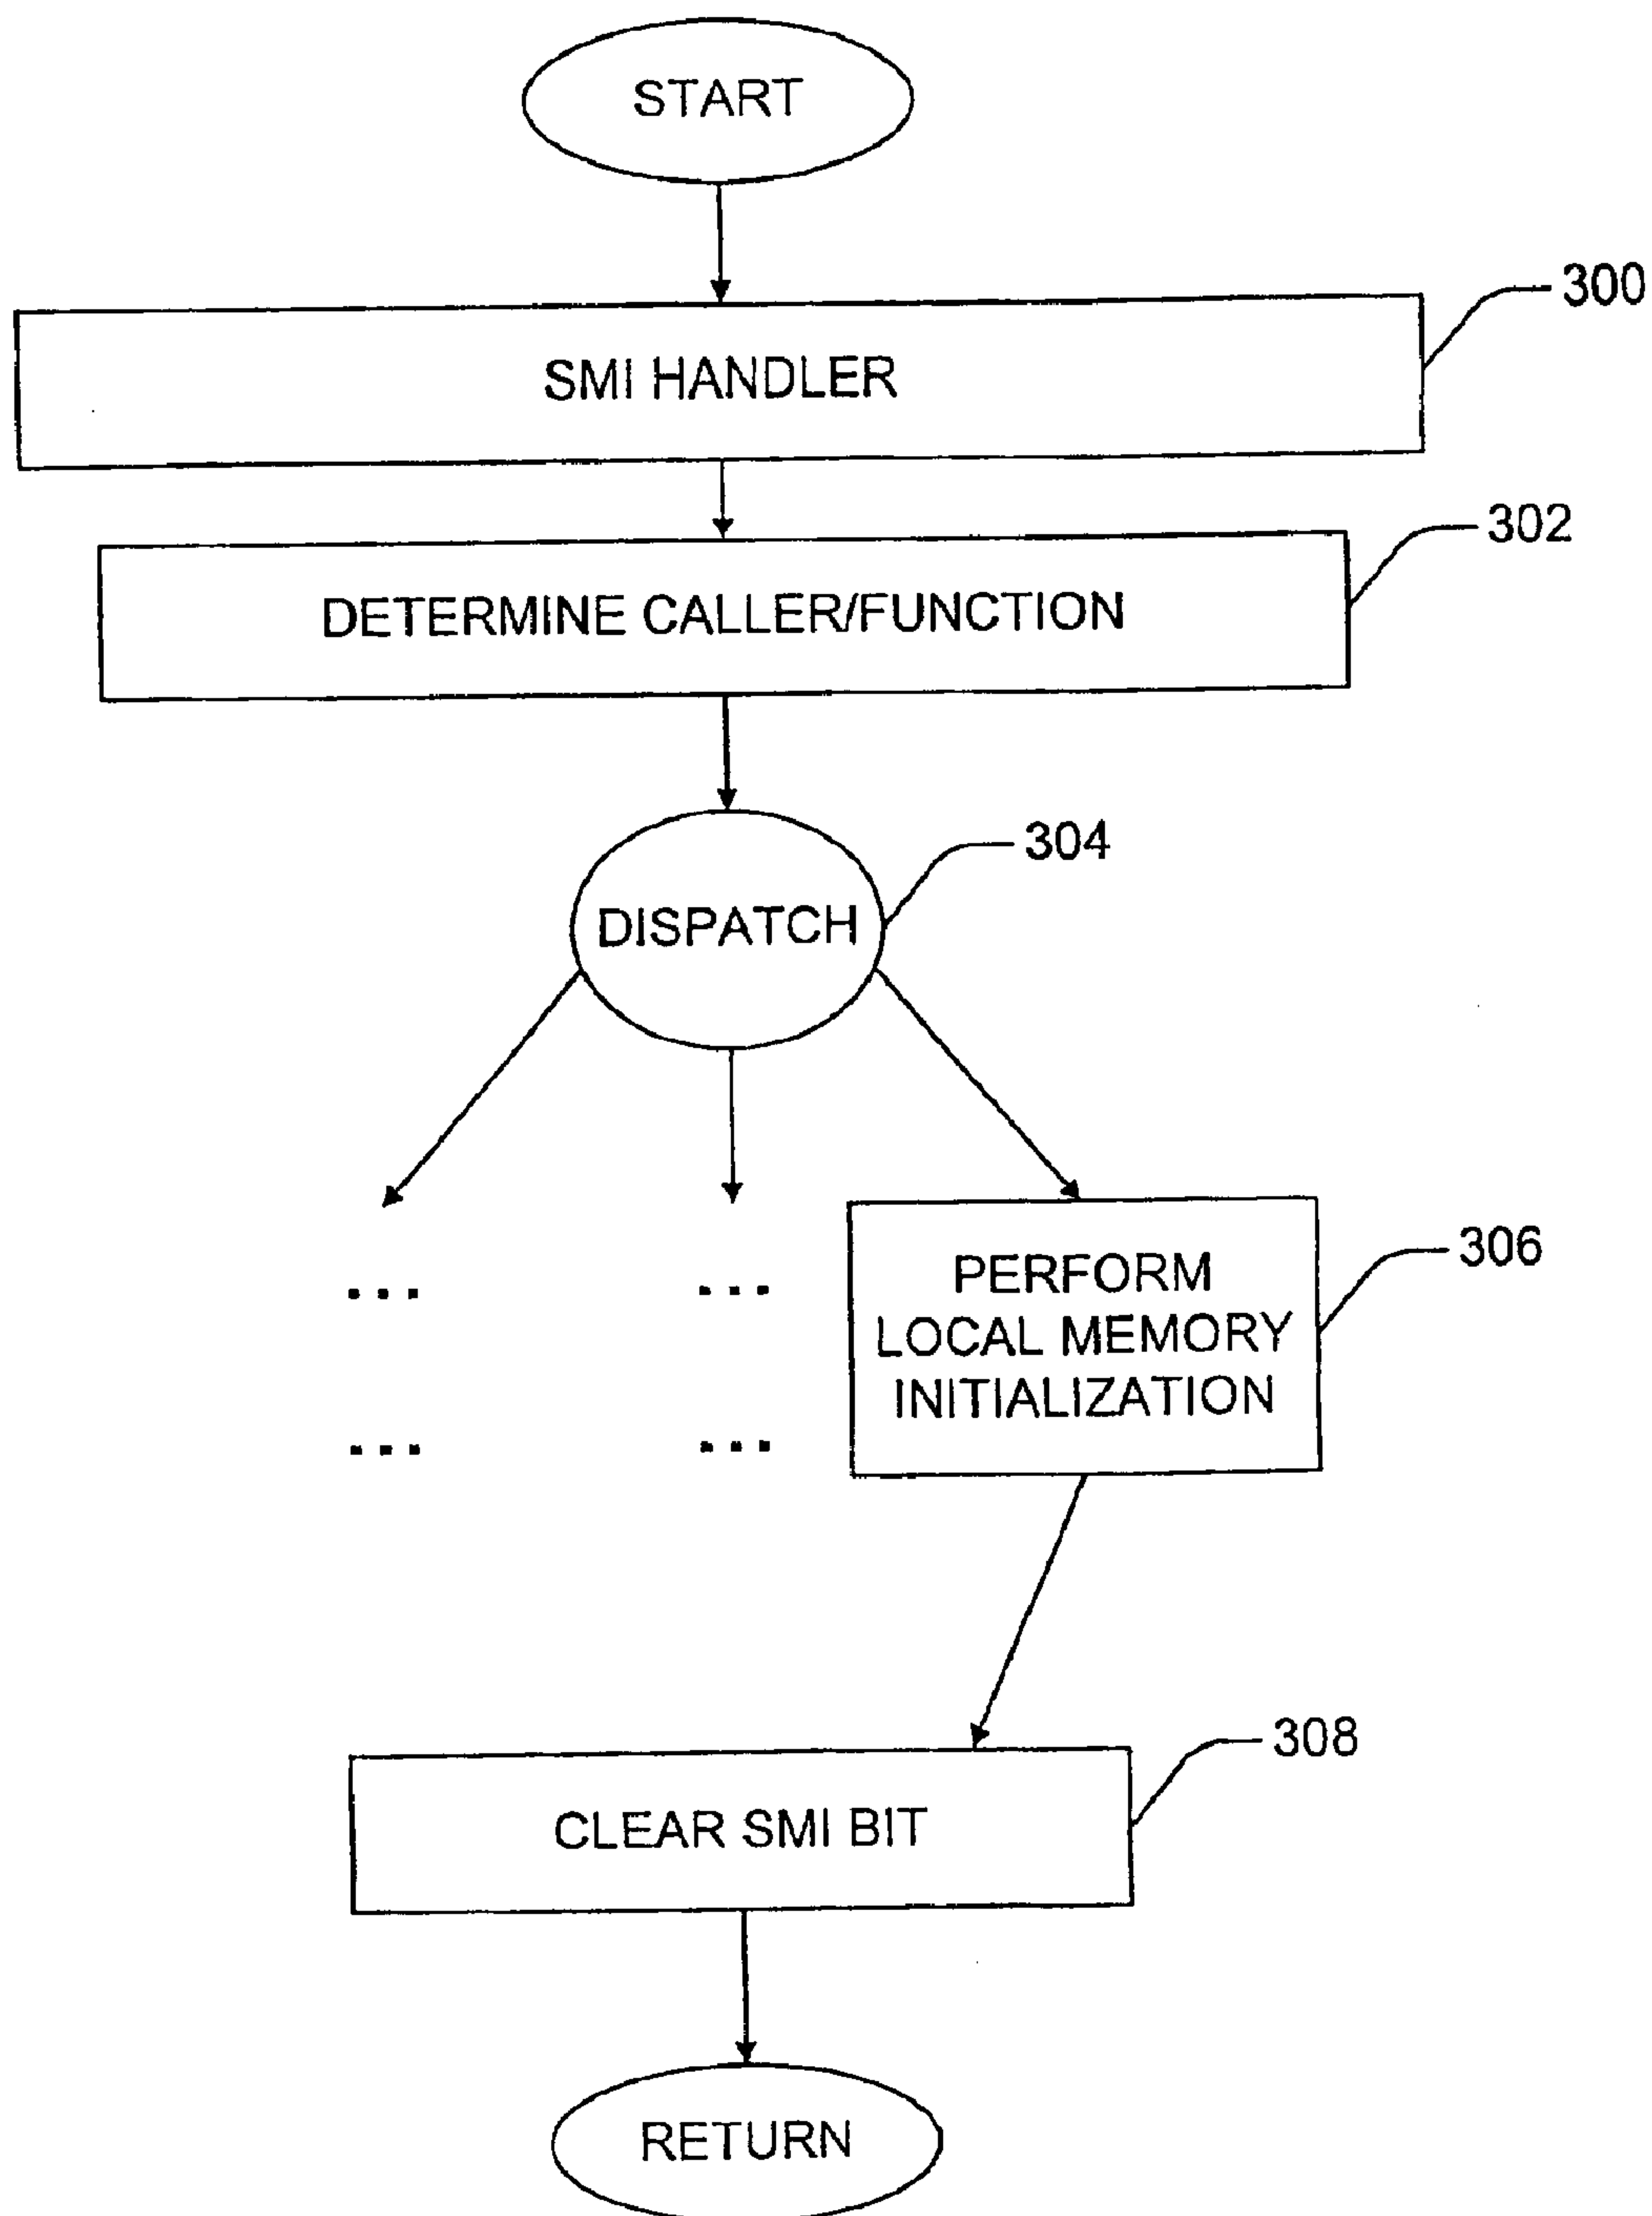 START
300
SMI HANDLER
302
DETERMINE CALLER/FUNCTION
304
DISPATCH
306
PERFORM
LOCAL MEMORY
INITIALIZATION
... ...
... ...
308
CLEAR SMI BIT
RETURN